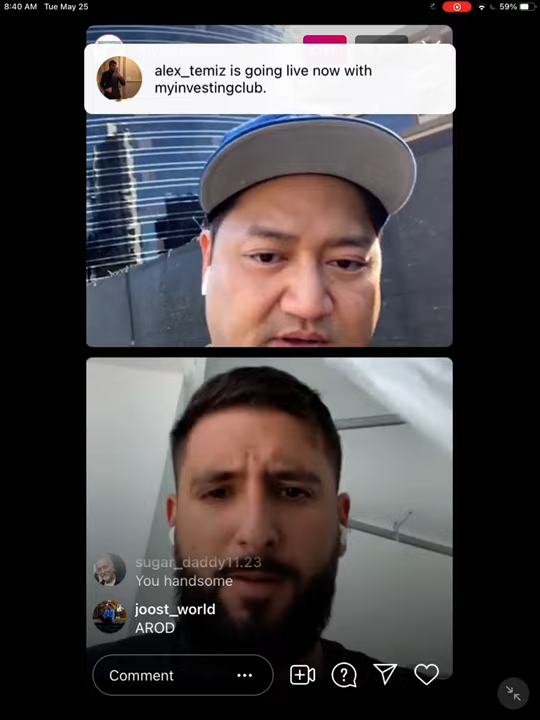 8:40 AM Tue May 25
59%
alex_temiz is going live now with
myinvestingclub.
sugar_daddy11.23
You handsome
joost_world
AROD
Comment